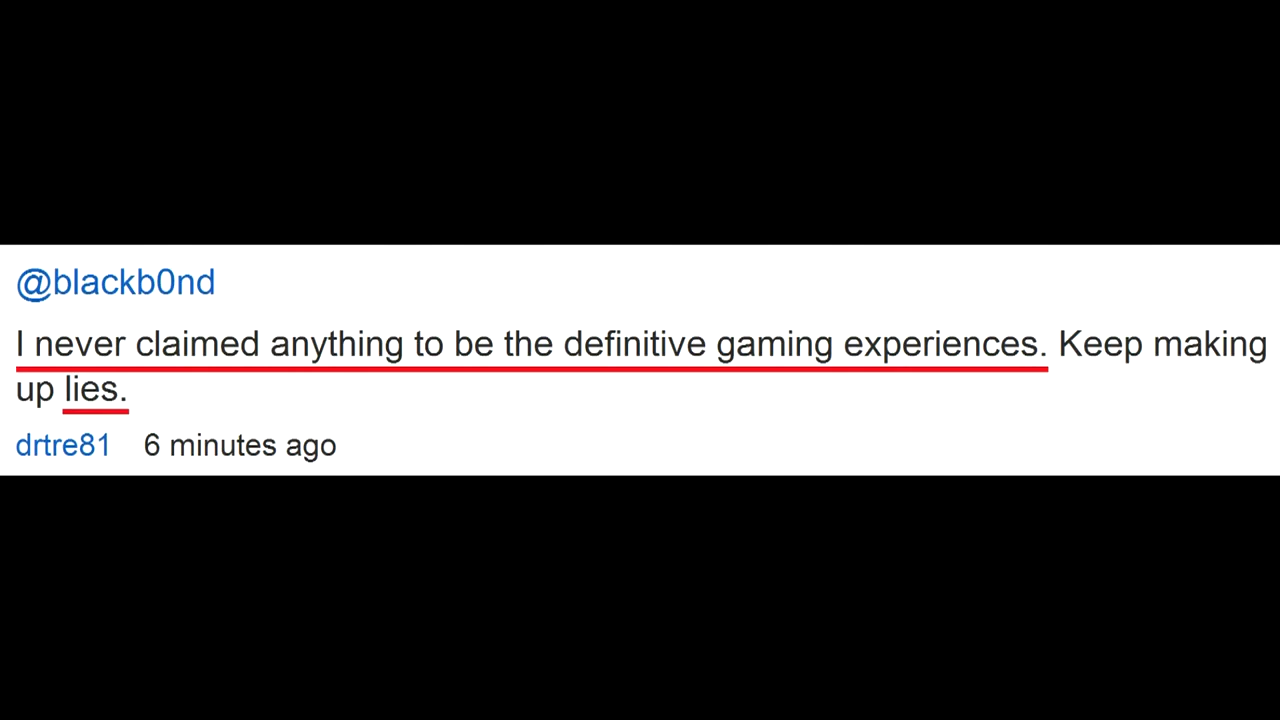 @blackb0nd
I never claimed anything to be the definitive gaming experiences. Keep making
up lies.
drtre81 6 minutes ago